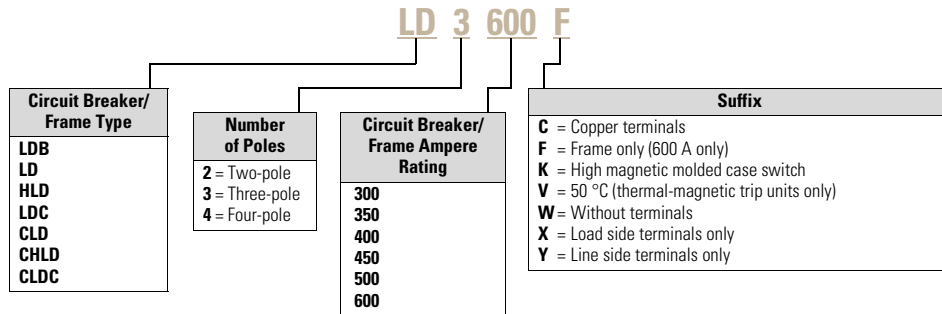 LD 3 600 F
Circuit Breaker/
Frame Type
LDB
LD
HLD
LDC
CLD
CHLD
CLDC
Number
of Poles
2 = Two-pole
3 = Three-pole
4 = Four-pole
Circuit Breaker/
Frame Ampere
Rating
300
350
400
450
500
600
Suffix
C = Copper terminals
F = Frame only (600 A only)
K = High magnetic molded case switch
V = 50 °C (thermal-magnetic trip units only)
W = Without terminals
X = Load side terminals only
Y = Line side terminals only